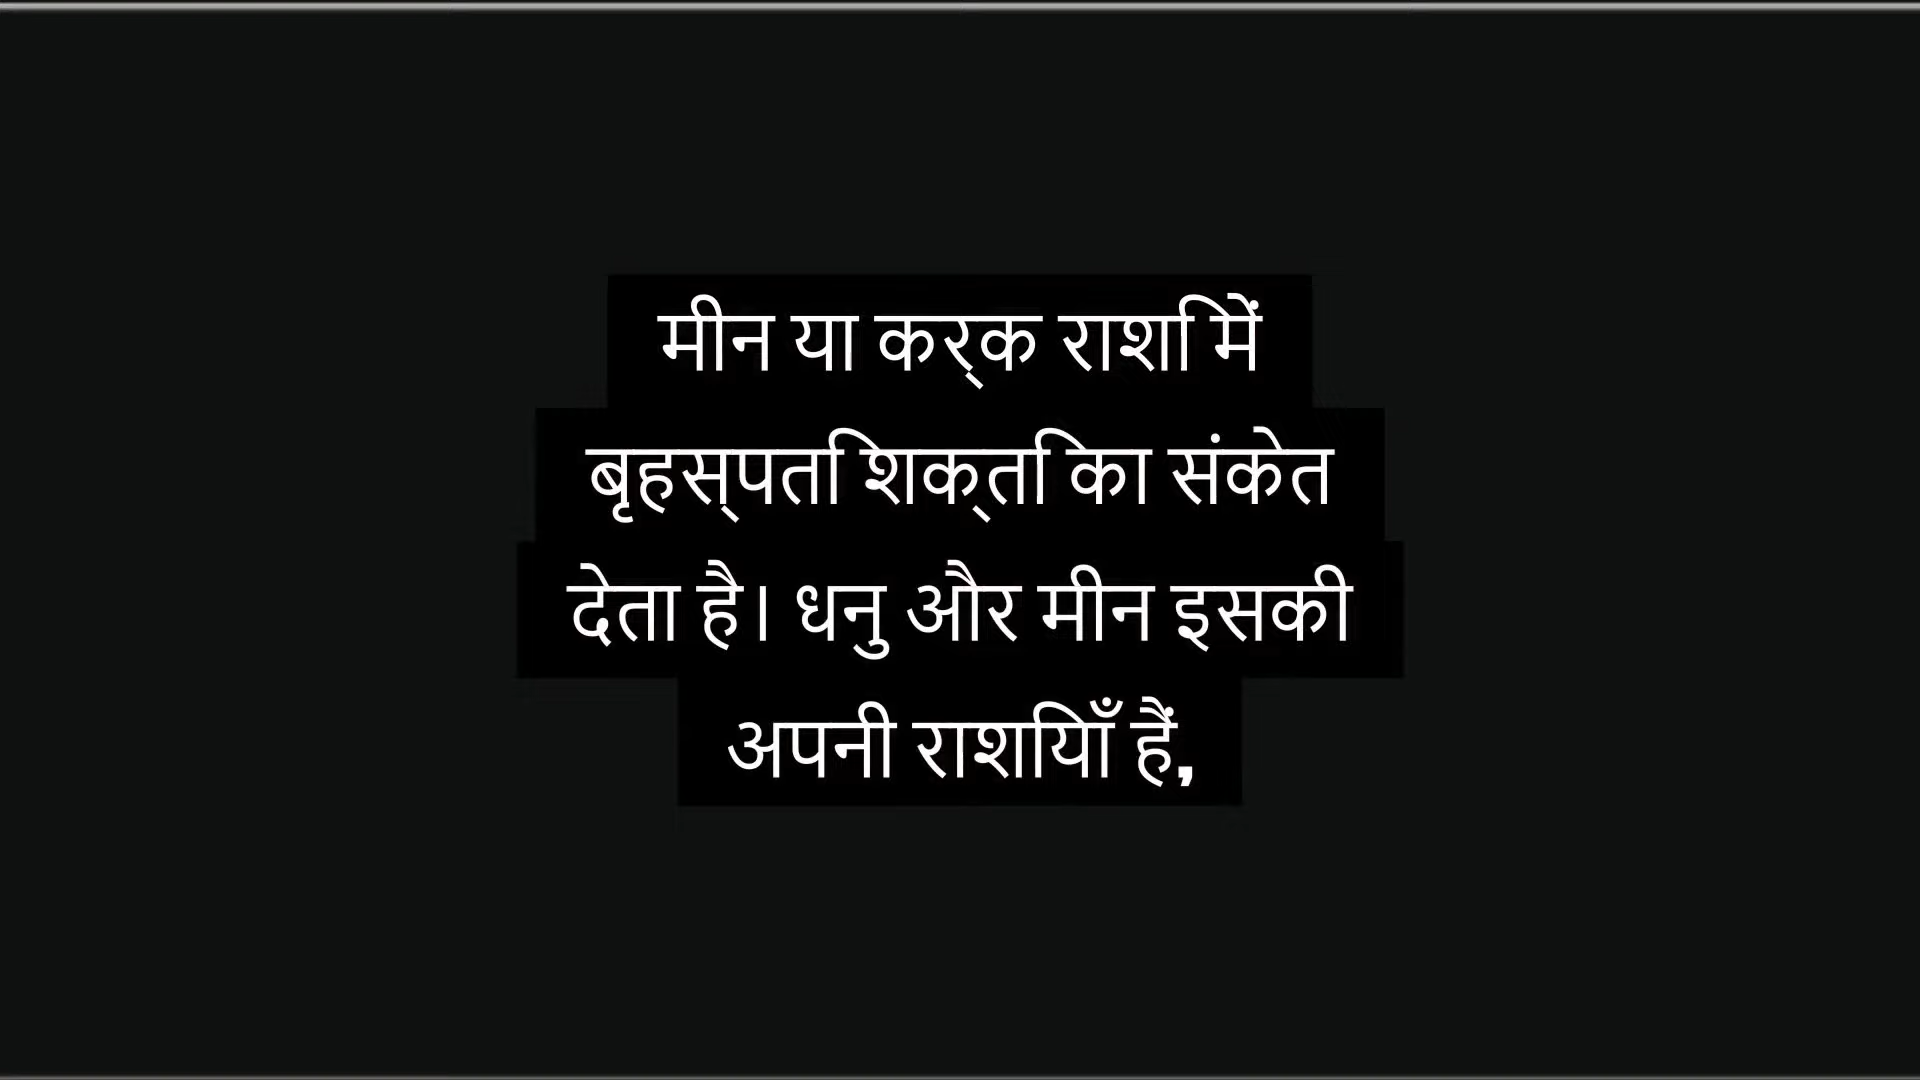 मीन या कर्क राशि में
बृहस्पति शक्ति का संकेत
देता है। धनु और मीन इसकी
अपनी राशियाँ हैं,